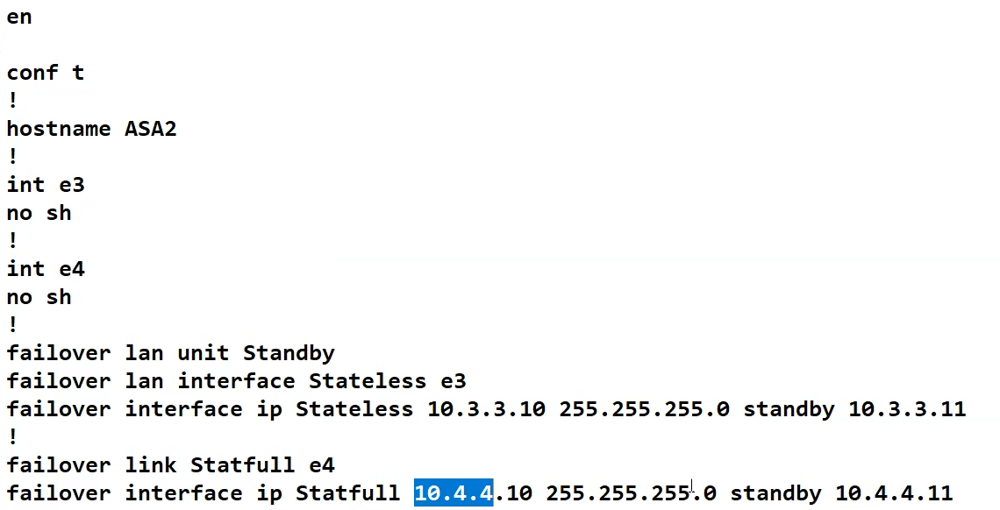 en
conf t
!
hostname ASA2
!
int e3
no sh
!
int e4
no sh
!
failover lan unit Standby
failover lan interface Stateless e3
failover interface ip Stateless 10.3.3.10 255.255.255.0 standby 10.3.3.11
!
failover link Statfull e4
failover interface ip Statfull 10.4.4.10 255.255.255.0 standby 10.4.4.11